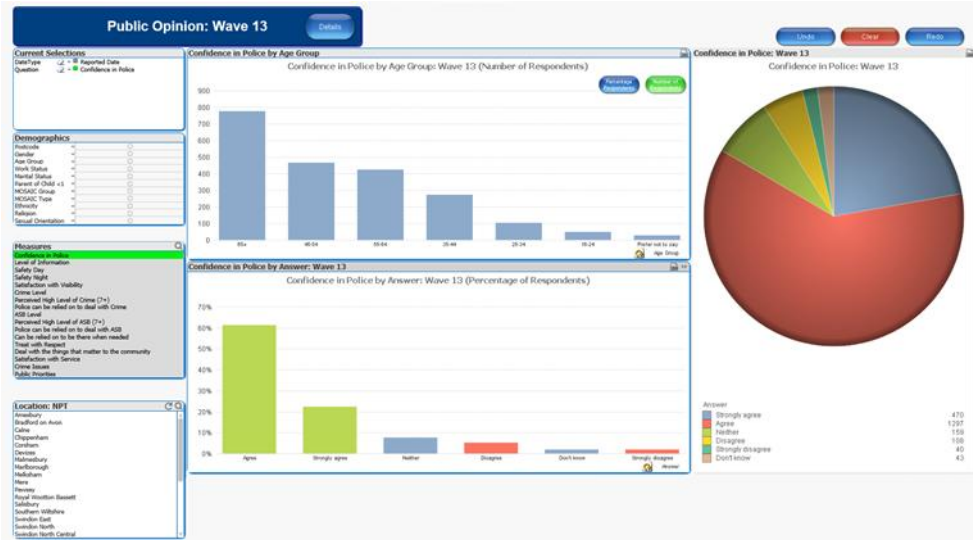 Public Opinion: Wave 13
Details
Undo
Clear
Redo
Current Selections
DateType Reported Date
Question Confidence in Police
Demographics
Postcode
Gender
Age Group
Work Status
Marital Status
Parent of Child <1
MOSAIC Group
MOSAIC Type
Ethnicity
Religion
Sexual Orientation
Measures
Confidence in Police
Level of Information
Safety Day
Safety Night
Satisfaction with Visibility
Crime Level
Perceived High Level of Crime (7+)
Police can be relied on to deal with Crime
ASB Level
Perceived High Level of ASB (7+)
Police can be relied on to deal with ASB
Can be relied on to be there when needed
Treat with Respect
Deal with the things that matter to the community
Satisfaction with Service
Crime Issues
Public Priorities
Location: NPT
Amesbury
Bradford on Avon
Calne
Chippenham
Corsham
Devizes
Malmesbury
Marlborough
Melksham
Mere
Pewsey
Royal Wootton Bassett
Salisbury
Southern Wiltshire
Swindon East
Swindon North
Swindon North Central
Confidence in Police by Age Group
Confidence in Police by Age Group: Wave 13 (Number of Respondents)
Percentage Respondents
Number of Respondents
900
800
700
600
500
400
300
200
100
0
65+ 45-54 55-64 35-44 25-34 16-24 Prefer not to say
Age Group
Confidence in Police by Answer: Wave 13
Confidence in Police by Answer: Wave 13 (Percentage of Respondents)
70%
60%
50%
40%
30%
20%
10%
Agree Strongly agree Neither Disagree Don't know Strongly disagree
Answer
Confidence in Police: Wave 13
Confidence in Police: Wave 13
Answer
Strongly agree 470
Agree 1297
Neither 159
Disagree 108
Strongly disagree 40
Don't know 43